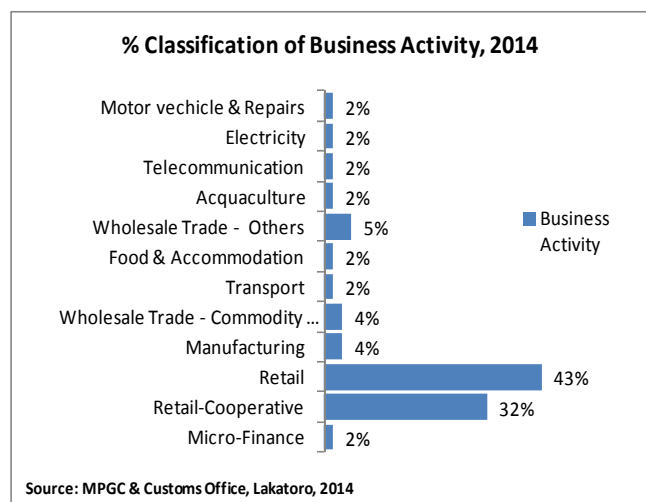 % Classification of Business Activity, 2014
Motor vechicle & Repairs 2%
Electricity 2%
Telecommunication 2%
Acquaculture 2%
Wholesale Trade - Others 5%
Food & Accommodation 2%
Transport 2%
Wholesale Trade - Commodity ... 4%
Manufacturing 4%
Retail 43%
Retail-Cooperative 32%
Micro-Finance 2%
Business
Activity
Source: MPGC & Customs Office, Lakatoro, 2014